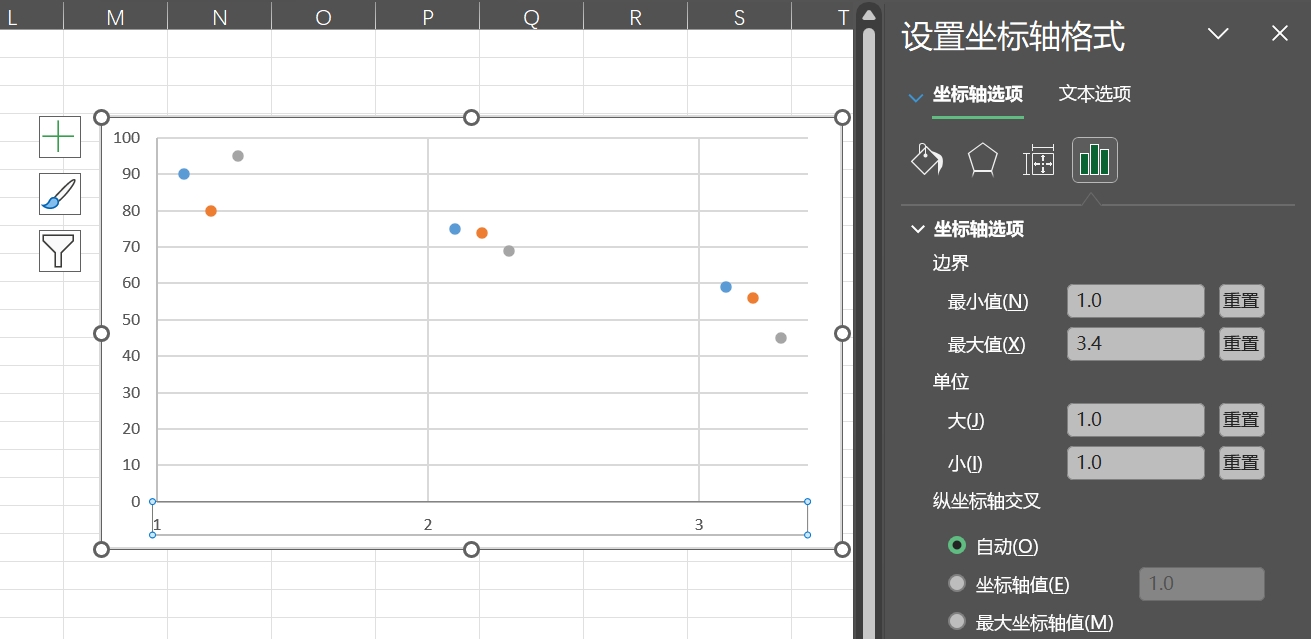 L M N O P Q R S T
设置坐标轴格式
坐标轴选项 文本选项
坐标轴选项
边界
最小值(N) 1.0 重置
最大值(X) 3.4 重置
单位
大(J) 1.0 重置
小(I) 1.0 重置
纵坐标轴交叉
自动(O)
坐标轴值(E) 1.0
最大坐标轴值(M)
100
90
80
70
60
50
40
30
20
10
0
1 2 3